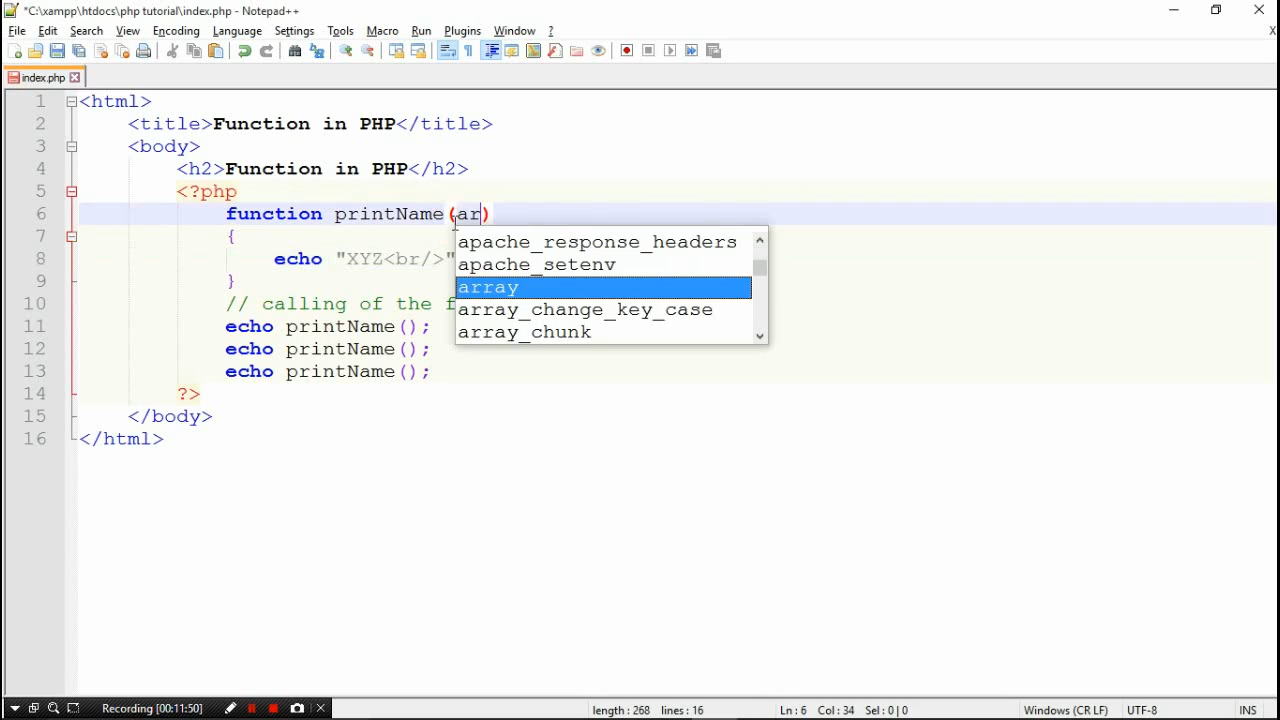 *C:\xampp\htdocs\php tutorial\index.php - Notepad++
File Edit Search View Encoding Language Settings Tools Macro Run Plugins Window ? X
index.php
1 <html>
2 <title>Function in PHP</title>
3 <body>
4 <h2>Function in PHP</h2>
5 <?php
6 function printName(ar)
7 {
8 echo "XYZ<br/>"
9 }
10 // calling of the f
11 echo printName();
12 echo printName();
13 echo printName();
14 ?>
15 </body>
16 </html>
apache_response_headers
apache_setenv
array
array_change_key_case
array_chunk
Recording [00:11:50]
length : 268 lines : 16 Ln : 6 Col : 34 Sel : 0 | 0 Windows (CR LF) UTF-8 INS